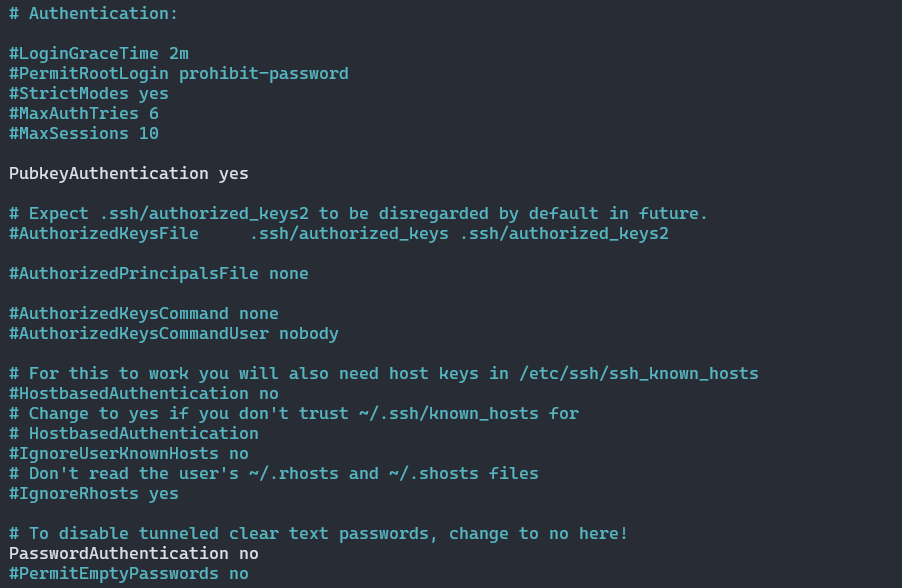 # Authentication:
#LoginGraceTime 2m
#PermitRootLogin prohibit-password
#StrictModes yes
#MaxAuthTries 6
#MaxSessions 10
PubkeyAuthentication yes
# Expect .ssh/authorized_keys2 to be disregarded by default in future.
#AuthorizedKeysFile     .ssh/authorized_keys .ssh/authorized_keys2
#AuthorizedPrincipalsFile none
#AuthorizedKeysCommand none
#AuthorizedKeysCommandUser nobody
# For this to work you will also need host keys in /etc/ssh/ssh_known_hosts
#HostbasedAuthentication no
# Change to yes if you don't trust ~/.ssh/known_hosts for
# HostbasedAuthentication
#IgnoreUserKnownHosts no
# Don't read the user's ~/.rhosts and ~/.shosts files
#IgnoreRhosts yes
# To disable tunneled clear text passwords, change to no here!
PasswordAuthentication no
#PermitEmptyPasswords no